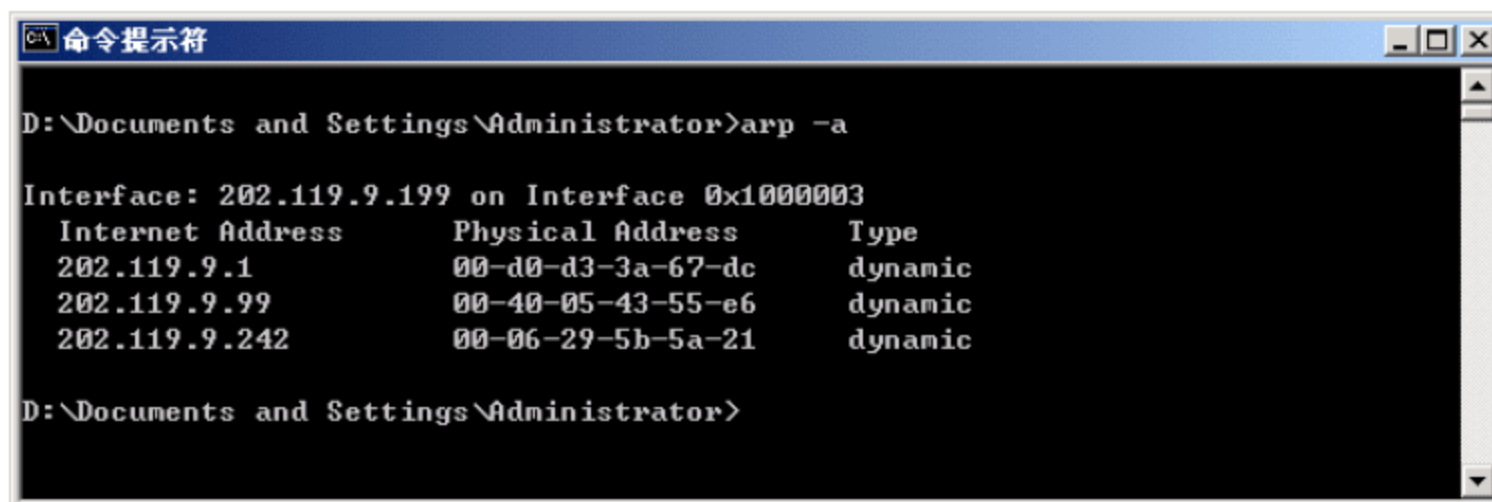 命令提示符
D:\Documents and Settings\Administrator>arp -a
Interface: 202.119.9.199 on Interface 0x1000003
Internet Address Physical Address Type
202.119.9.1 00-d0-d3-3a-67-dc dynamic
202.119.9.99 00-40-05-43-55-e6 dynamic
202.119.9.242 00-06-29-5b-5a-21 dynamic
D:\Documents and Settings\Administrator>